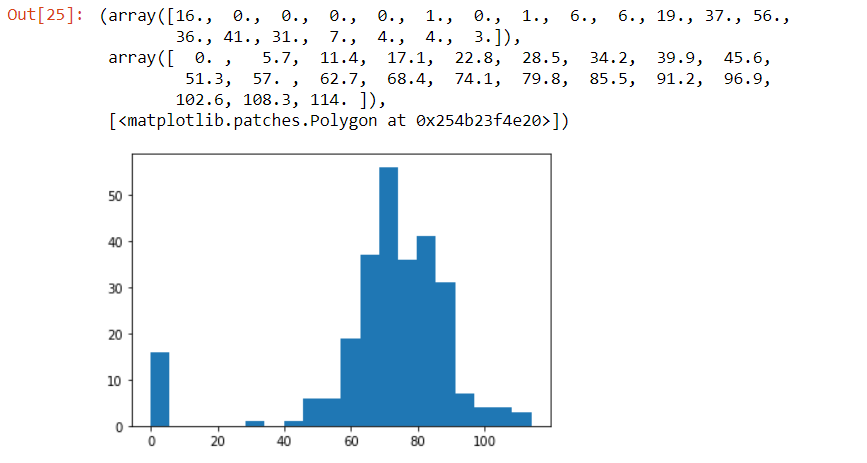 Out[25]: (array([16., 0., 0., 0., 0., 1., 0., 1., 6., 6., 19., 37., 56.,
36., 41., 31., 7., 4., 4., 3.]),
array([ 0. , 5.7, 11.4, 17.1, 22.8, 28.5, 34.2, 39.9, 45.6,
51.3, 57. , 62.7, 68.4, 74.1, 79.8, 85.5, 91.2, 96.9,
102.6, 108.3, 114. ]),
[<matplotlib.patches.Polygon at 0x254b23f4e20>])
50
40
30
20
10
0
0 20 40 60 80 100